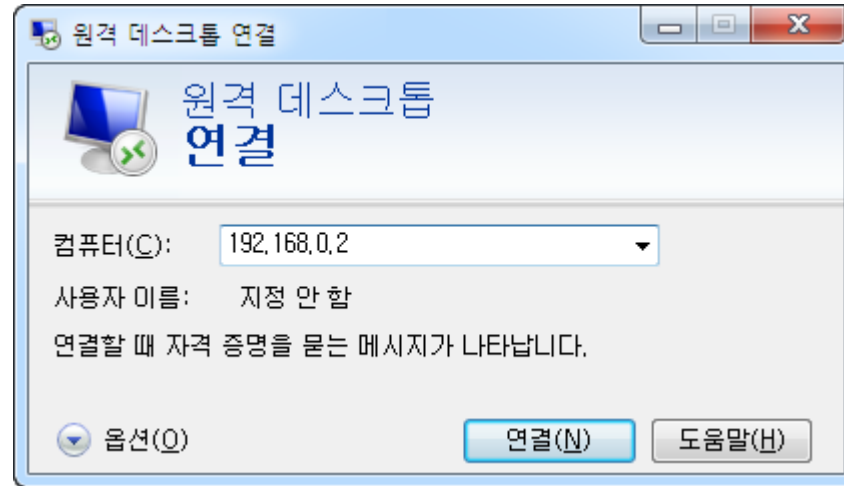 원격 데스크톱 연결
원격 데스크톱
연결
컴퓨터(C): 192.168.0.2
사용자 이름: 지정 안 함
연결할 때 자격 증명을 묻는 메시지가 나타납니다.
옵션(O) 연결(N) 도움말(H)